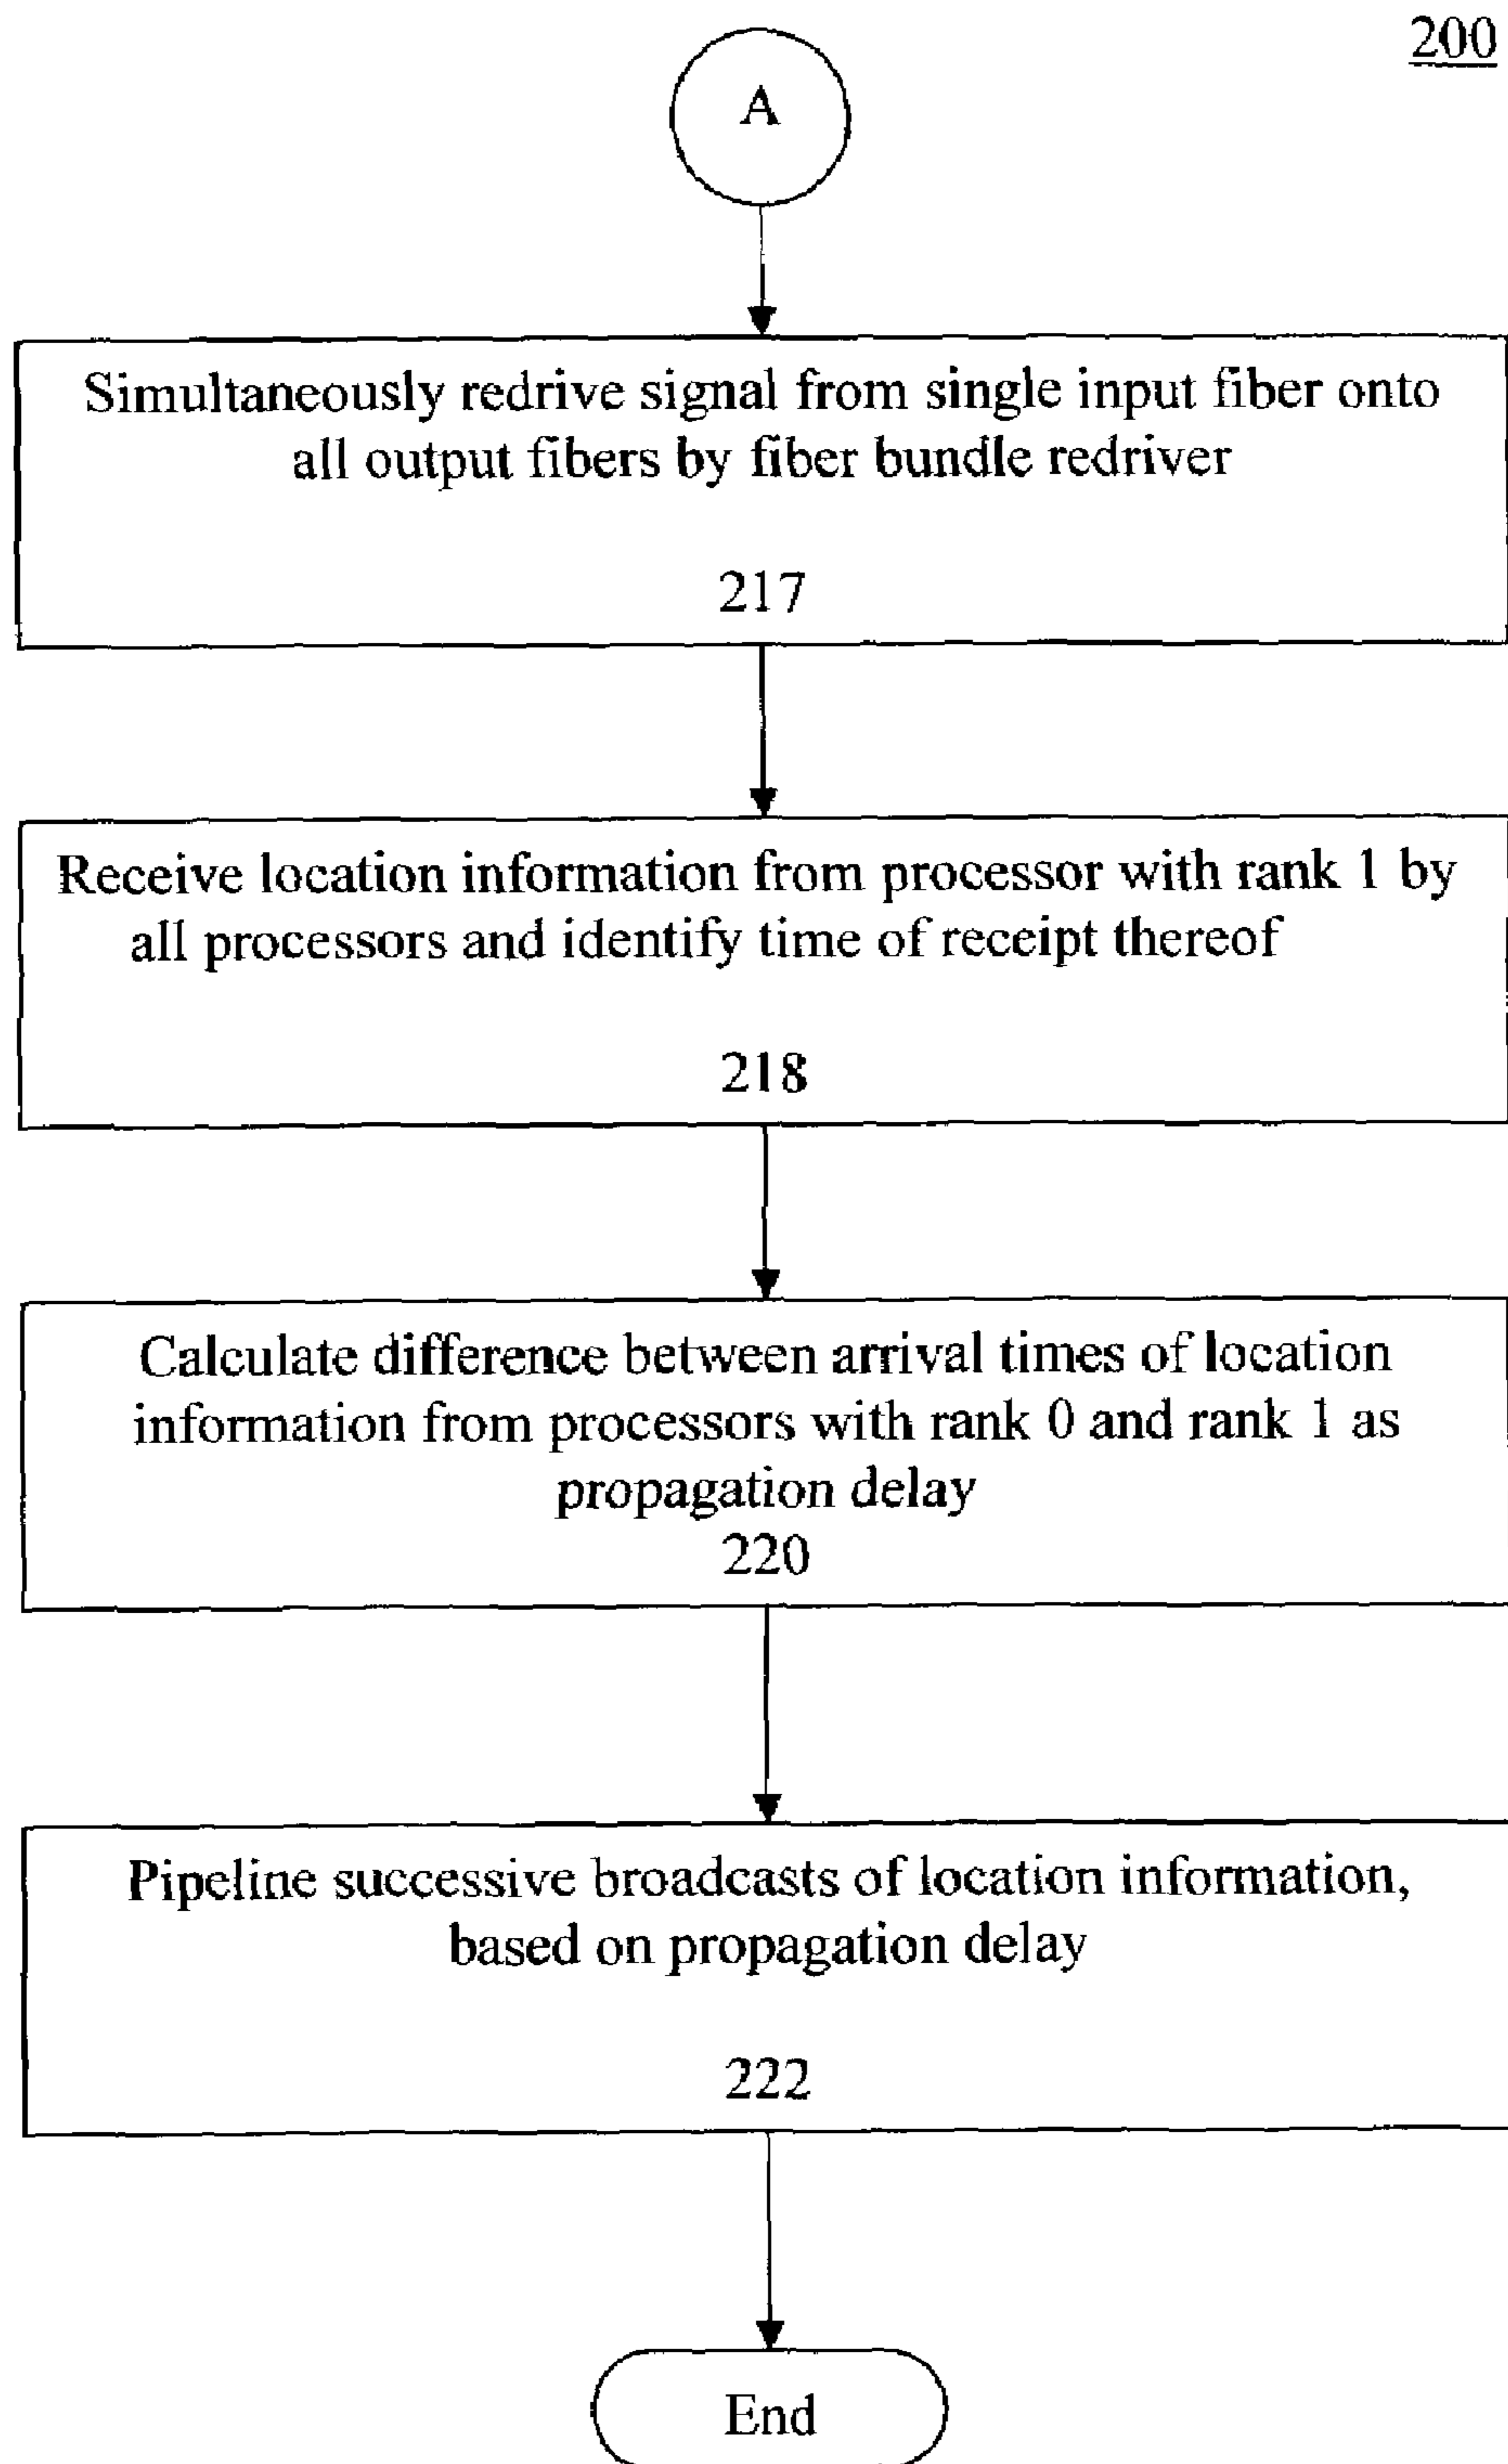 200
A
Simultaneously redrive signal from single input fiber onto
all output fibers by fiber bundle redriver
217
Receive location information from processor with rank 1 by
all processors and identify time of receipt thereof
218
Calculate difference between arrival times of location
information from processors with rank 0 and rank 1 as
propagation delay
220
Pipeline successive broadcasts of location information,
based on propagation delay
222
End